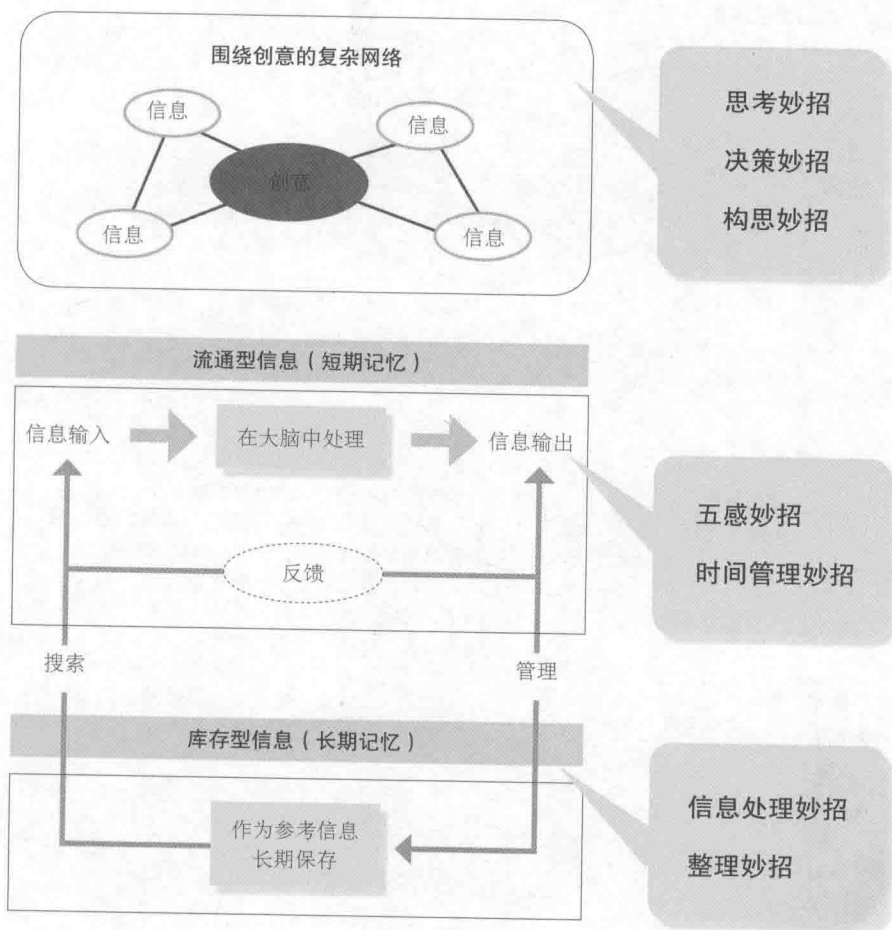 围绕创意的复杂网络
信息
信息
创意
信息
信息
思考妙招
决策妙招
构思妙招
流通型信息（短期记忆）
信息输入
在大脑中处理
信息输出
反馈
五感妙招
时间管理妙招
搜索
管理
库存型信息（长期记忆）
作为参考信息
长期保存
信息处理妙招
整理妙招